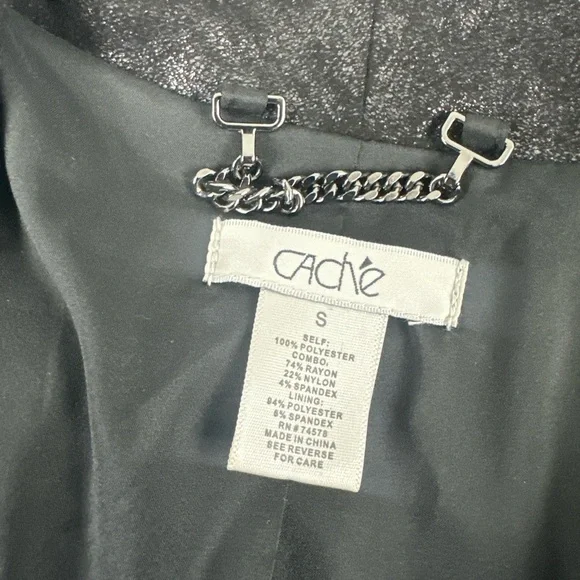 CAChé
S
SELF:
100% POLYESTER
COMBO,
74% RAYON
22% NYLON
4% SPANDEX
LINING:
94% POLYESTER
6% SPANDEX
RN # 74578
MADE IN CHINA
SEE REVERSE
FOR CARE